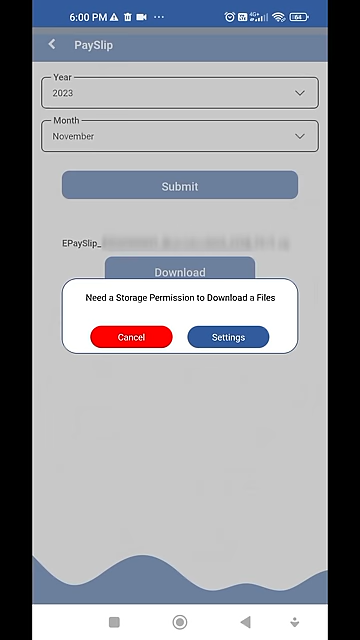 6:00 PM
64
PaySlip
Year
2023
Month
November
Submit
EPaySlip_
Download
Need a Storage Permission to Download a Files
Cancel
Settings